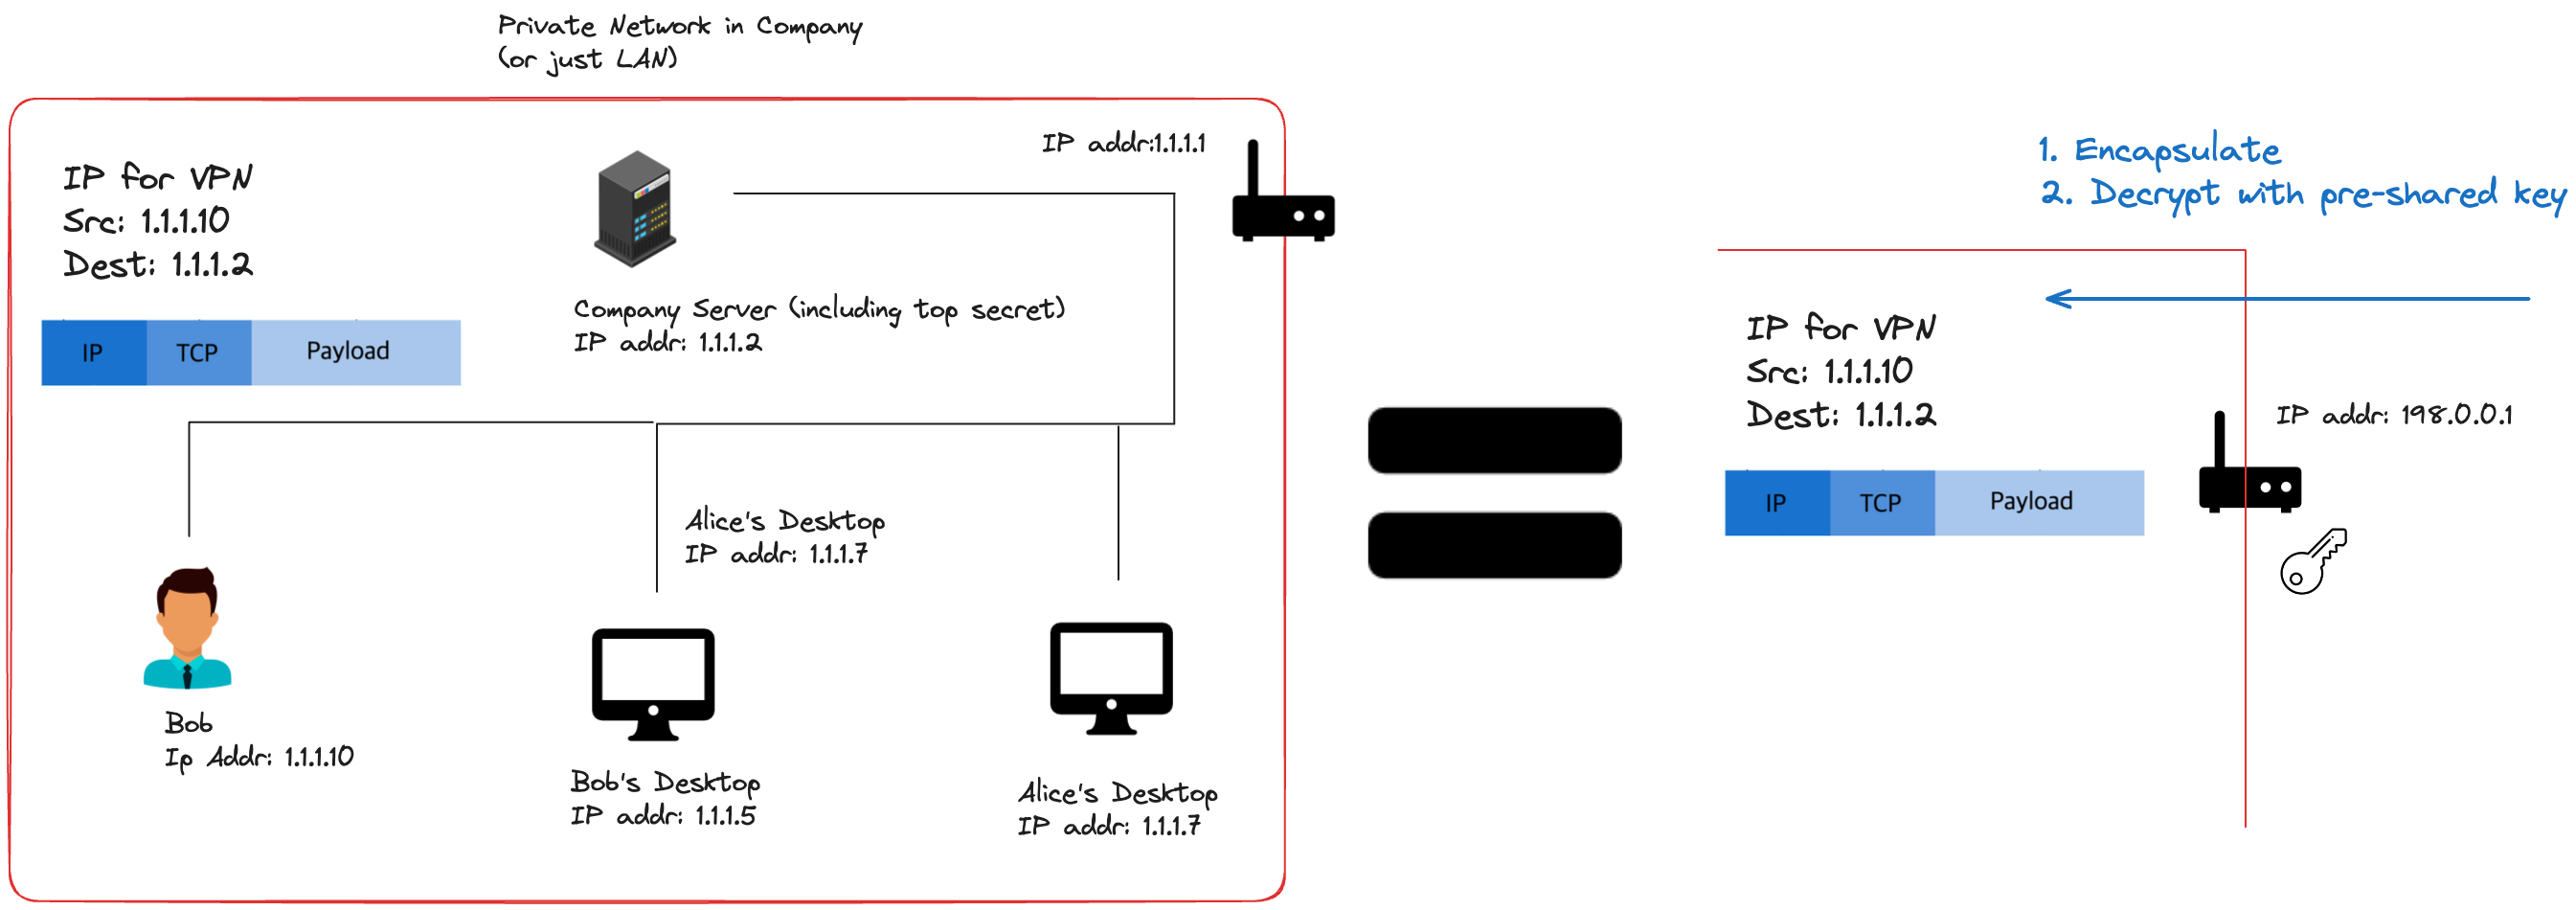 Private Network in Company
(or just LAN)
IP addr:1.1.1.1
IP for VPN
Src: 1.1.1.10
Dest: 1.1.1.2
IP
TCP
Payload
Company Server (including top secret)
IP addr: 1.1.1.2
Alice's Desktop
IP addr: 1.1.1.7
Bob
Ip Addr: 1.1.1.10
Bob's Desktop
IP addr: 1.1.1.5
Alice's Desktop
IP addr: 1.1.1.7
1. Encapsulate
2. Decrypt with pre-shared key
IP for VPN
Src: 1.1.1.10
Dest: 1.1.1.2
IP addr: 198.0.0.1
IP
TCP
Payload